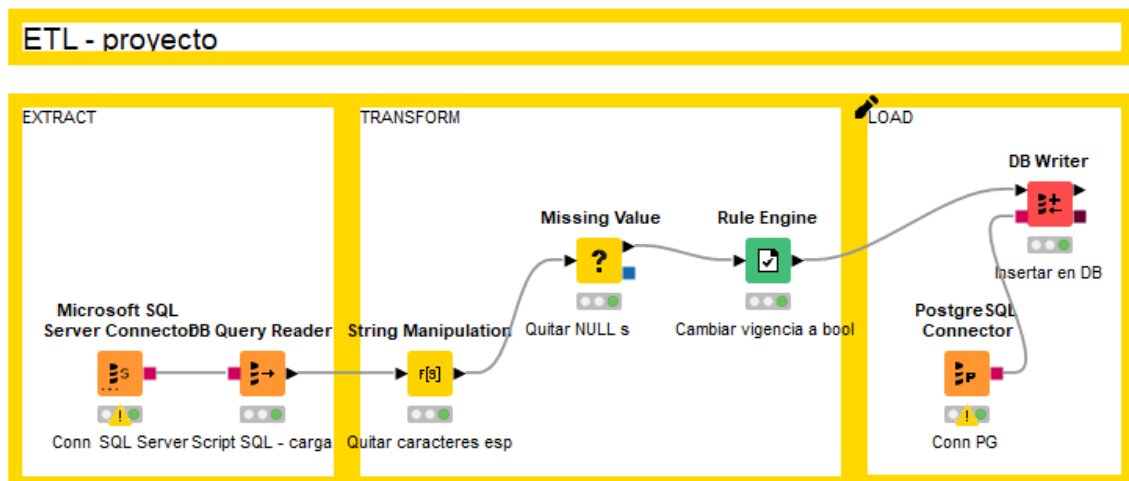 ETL - proyecto
EXTRACT
TRANSFORM
LOAD
DB Writer
Insertar en DB
Missing Value
?
Quitar NULL s
Rule Engine
Cambiar vigencia a bool
Microsoft SQL
Server Connector
S
Conn SQL Server
DB Query Reader
Script SQL - carga
String Manipulation
F[S]
Quitar caracteres esp
PostgreSQL
Connector
P
Conn PG